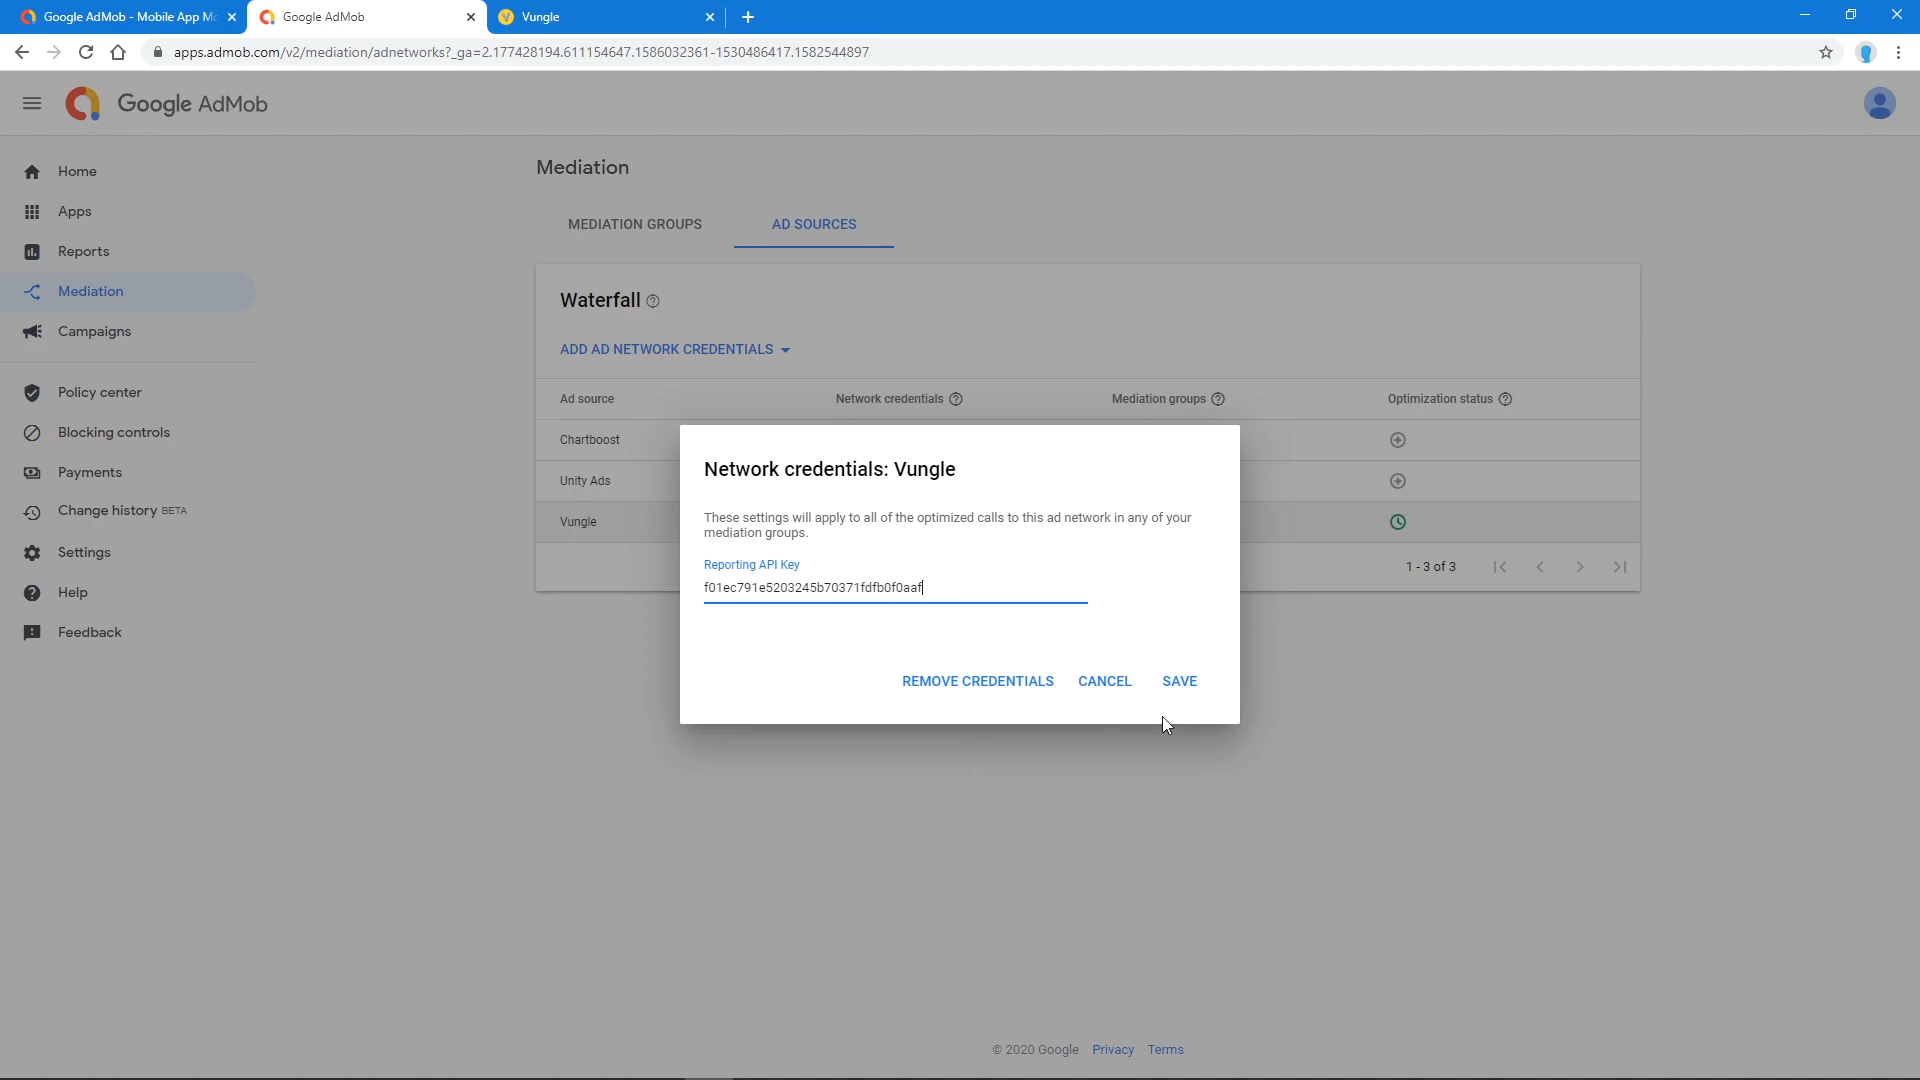 Google AdMob - Mobile App Mo
Google AdMob
Vungle
apps.admob.com/v2/mediation/adnetworks?_ga=2.177428194.611154647.1586032361-1530486417.1582544897
Google AdMob
Home
Apps
Reports
Mediation
Campaigns
Policy center
Blocking controls
Payments
Change history BETA
Settings
Help
Feedback
Mediation
MEDIATION GROUPS
AD SOURCES
Waterfall
ADD AD NETWORK CREDENTIALS
Ad source
Network credentials
Mediation groups
Optimization status
Chartboost
Unity Ads
Vungle
1 - 3 of 3
Network credentials: Vungle
These settings will apply to all of the optimized calls to this ad network in any of your
mediation groups.
Reporting API Key
f01ec791e5203245b70371fdfb0f0aaf
REMOVE CREDENTIALS
CANCEL
SAVE
© 2020 Google
Privacy
Terms